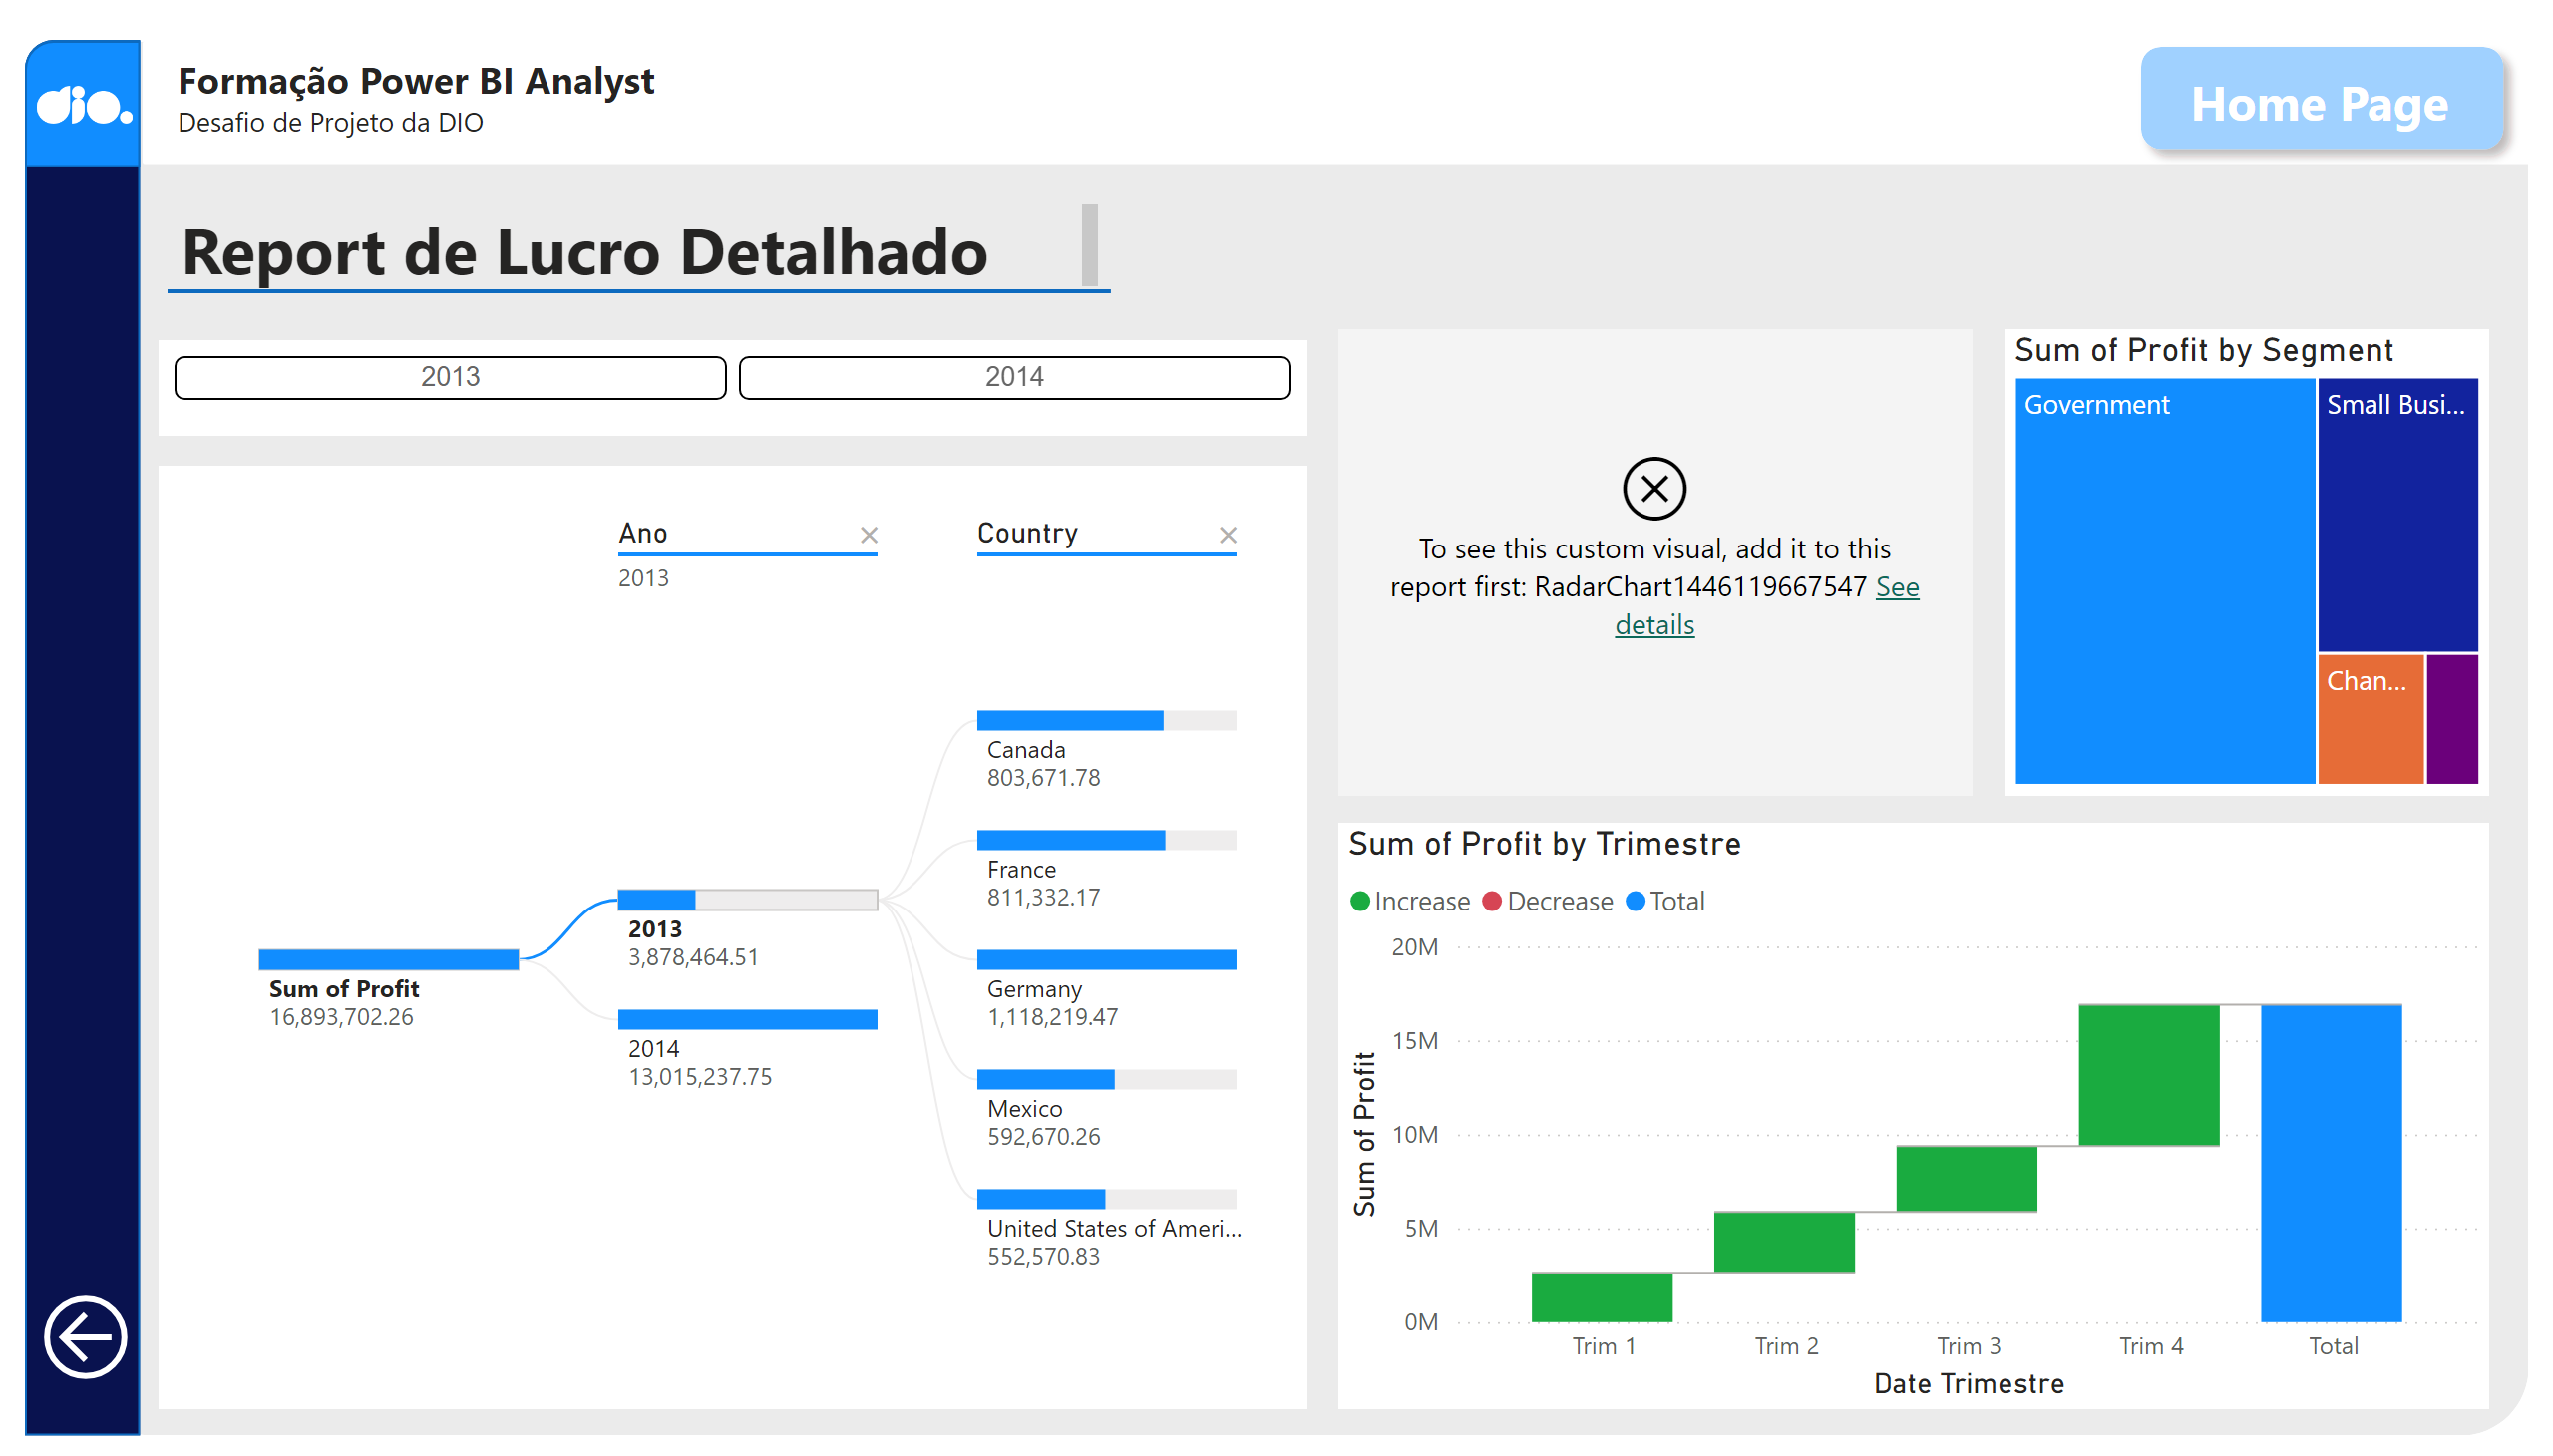 dio.
Formação Power BI Analyst
Desafio de Projeto da DIO
Home Page
Report de Lucro Detalhado
2013
2014
Ano
2013
Country
Sum of Profit
16,893,702.26
2013
3,878,464.51
2014
13,015,237.75
Canada
803,671.78
France
811,332.17
Germany
1,118,219.47
Mexico
592,670.26
United States of Ameri...
552,570.83
To see this custom visual, add it to this
report first: RadarChart1446119667547 See
details
Sum of Profit by Segment
Government
Small Busi...
Chan...
Sum of Profit by Trimestre
Increase Decrease Total
Sum of Profit
20M
15M
10M
5M
0M
Trim 1 Trim 2 Trim 3 Trim 4 Total
Date Trimestre